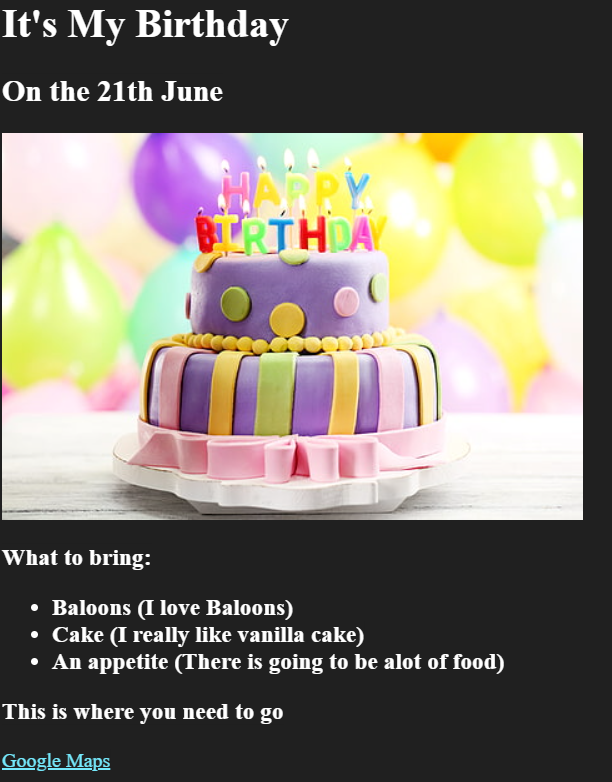 It's My Birthday
On the 21th June
HAPPY
BIRTHDAY
What to bring:
• Baloons (I love Baloons)
• Cake (I really like vanilla cake)
• An appetite (There is going to be alot of food)
This is where you need to go
Google Maps